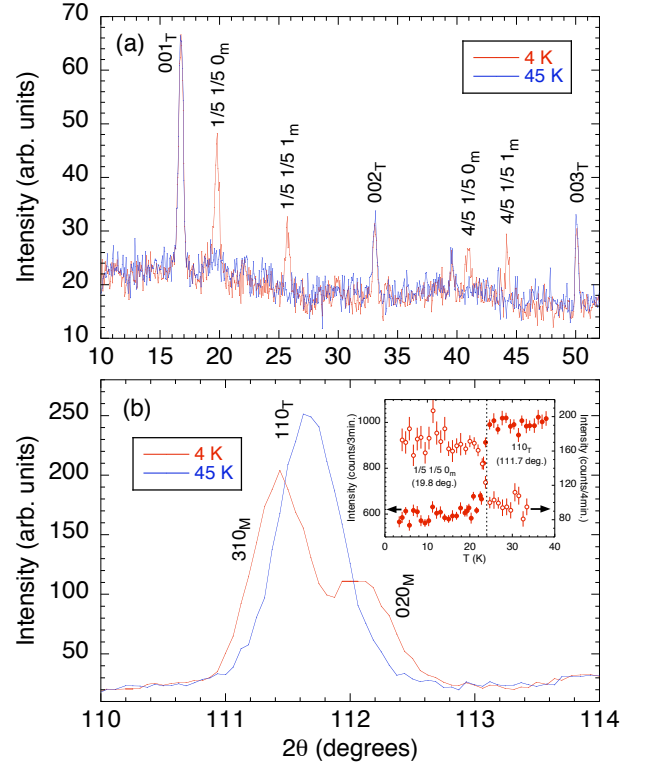 (a)
4 K
45 K
001T
1/5 1/5 0m
1/5 1/5 1m
002T
4/5 1/5 0m
4/5 1/5 1m
003T
Intensity (arb. units)
70
60
50
40
30
20
10
10 15 20 25 30 35 40 45 50
(b)
4 K
45 K
310M
110T
020M
Intensity (arb. units)
250
200
150
100
50
110 111 112 113 114
2θ (degrees)
Intensity (counts/3min.)
1000
800
600
1/5 1/5 0m
(19.8 deg.)
110T
(111.7 deg.)
200
160
120
80
Intensity (counts/4min.)
0 10 20 30 40
T (K)